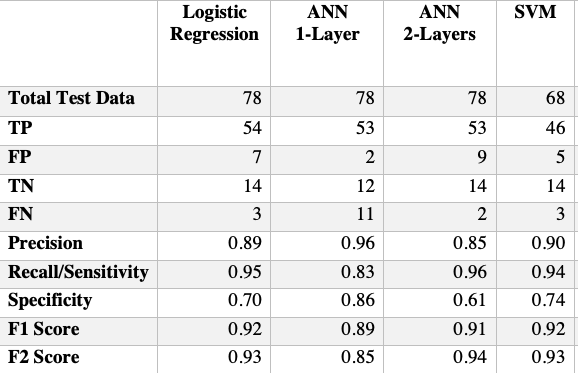 Logistic Regression ANN 1-Layer ANN 2-Layers SVM
Total Test Data 78 78 78 68
TP 54 53 53 46
FP 7 2 9 5
TN 14 12 14 14
FN 3 11 2 3
Precision 0.89 0.96 0.85 0.90
Recall/Sensitivity 0.95 0.83 0.96 0.94
Specificity 0.70 0.86 0.61 0.74
F1 Score 0.92 0.89 0.91 0.92
F2 Score 0.93 0.85 0.94 0.93